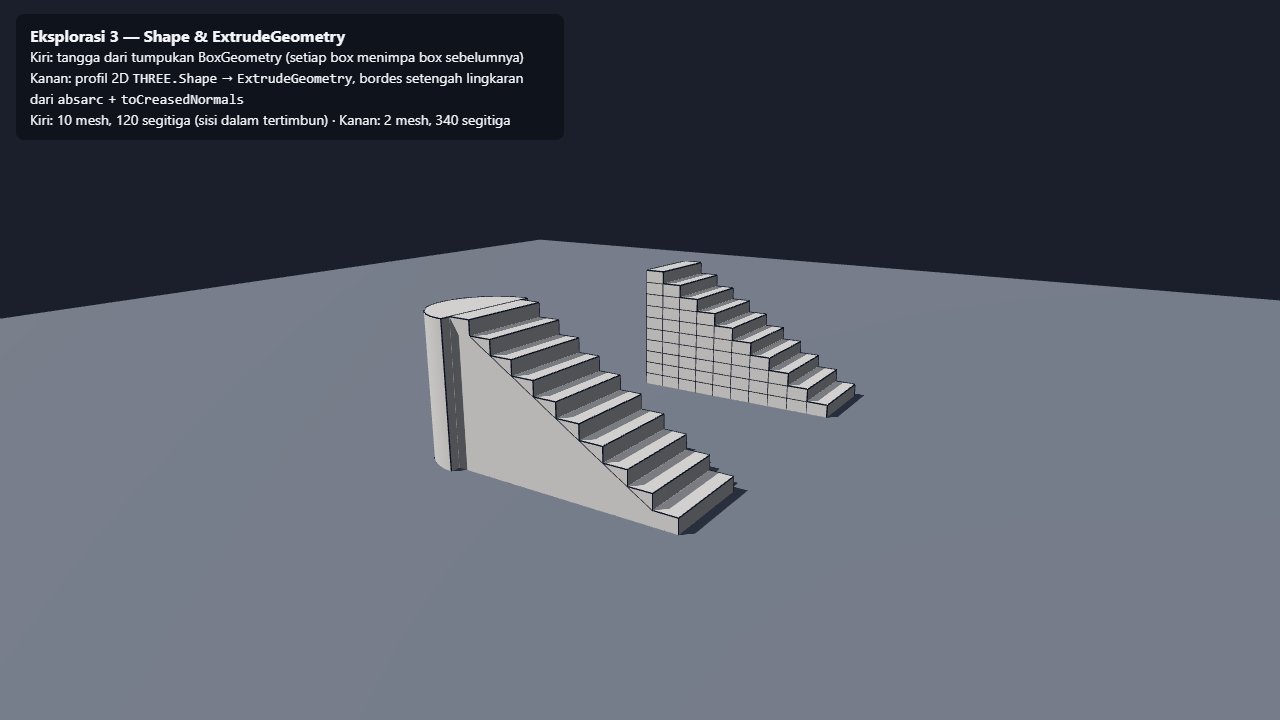 Eksplorasi 3 — Shape & ExtrudeGeometry
Kiri: tangga dari tumpukan BoxGeometry (setiap box menimpa box sebelumnya)
Kanan: profil 2D THREE.Shape → ExtrudeGeometry, bordes setengah lingkaran
dari absarc + toCreasedNormals
Kiri: 10 mesh, 120 segitiga (sisi dalam tertimbun) · Kanan: 2 mesh, 340 segitiga